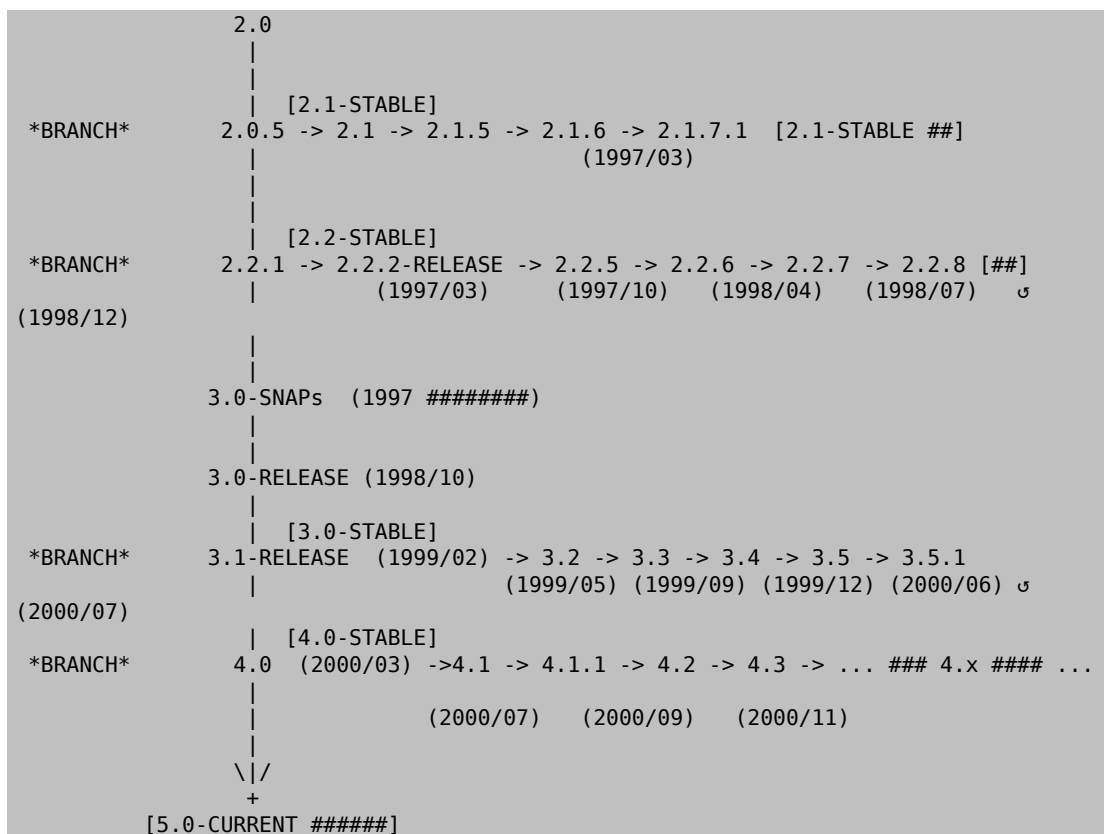 2.0
|
|
| [2.1-STABLE]
*BRANCH* 2.0.5 -> 2.1 -> 2.1.5 -> 2.1.6 -> 2.1.7.1 [2.1-STABLE ##]
| (1997/03)
|
|
| [2.2-STABLE]
*BRANCH* 2.2.1 -> 2.2.2-RELEASE -> 2.2.5 -> 2.2.6 -> 2.2.7 -> 2.2.8 [##]
| (1997/03) (1997/10) (1998/04) (1998/07) ↺
(1998/12)
|
|
3.0-SNAPs (1997 ########)
|
|
3.0-RELEASE (1998/10)
|
| [3.0-STABLE]
*BRANCH* 3.1-RELEASE (1999/02) -> 3.2 -> 3.3 -> 3.4 -> 3.5 -> 3.5.1
| (1999/05) (1999/09) (1999/12) (2000/06) ↺
(2000/07)
| [4.0-STABLE]
*BRANCH* 4.0 (2000/03) ->4.1 -> 4.1.1 -> 4.2 -> 4.3 -> ... ### 4.x #### ...
|
| (2000/07) (2000/09) (2000/11)
|
\|/
+
[5.0-CURRENT ######]